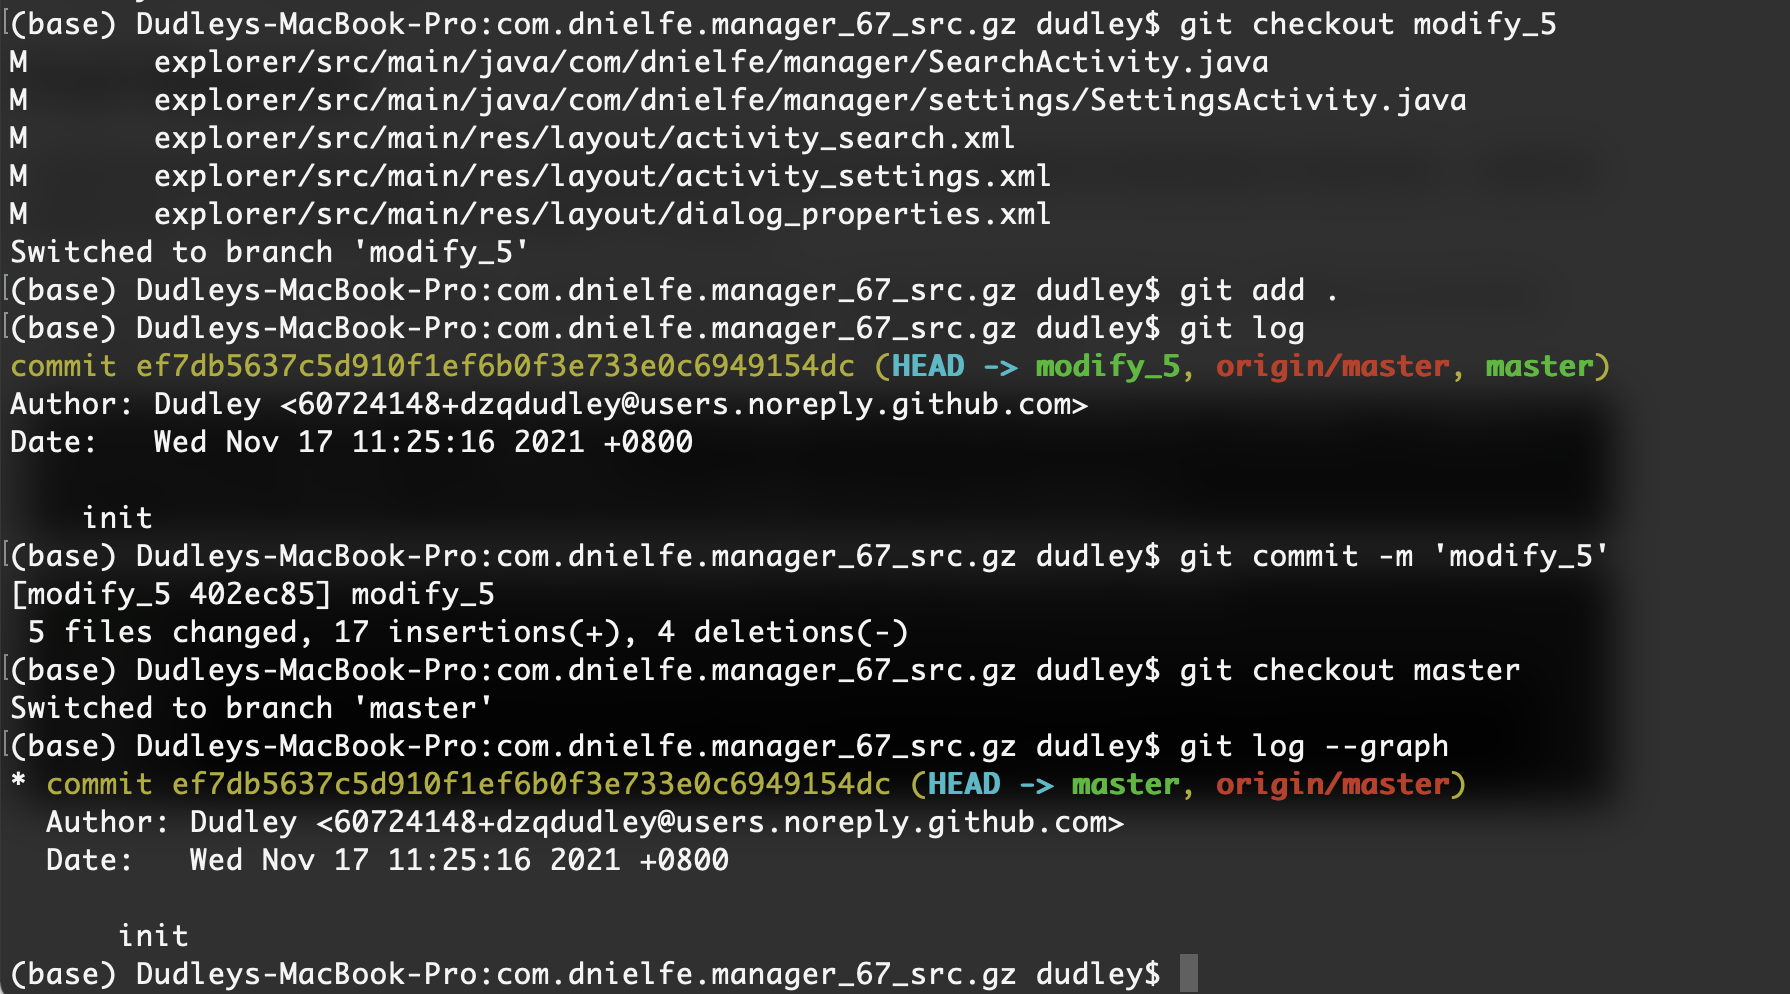 (base) Dudleys-MacBook-Pro:com.dnielfe.manager_67_src.gz dudley$ git checkout modify_5
M       explorer/src/main/java/com/dnielfe/manager/SearchActivity.java
M       explorer/src/main/java/com/dnielfe/manager/settings/SettingsActivity.java
M       explorer/src/main/res/layout/activity_search.xml
M       explorer/src/main/res/layout/activity_settings.xml
M       explorer/src/main/res/layout/dialog_properties.xml
Switched to branch 'modify_5'
(base) Dudleys-MacBook-Pro:com.dnielfe.manager_67_src.gz dudley$ git add .
(base) Dudleys-MacBook-Pro:com.dnielfe.manager_67_src.gz dudley$ git log
commit ef7db5637c5d910f1ef6b0f3e733e0c6949154dc (HEAD -> modify_5, origin/master, master)
Author: Dudley <60724148+dzqdudley@users.noreply.github.com>
Date:   Wed Nov 17 11:25:16 2021 +0800
    init
(base) Dudleys-MacBook-Pro:com.dnielfe.manager_67_src.gz dudley$ git commit -m 'modify_5'
[modify_5 402ec85] modify_5
 5 files changed, 17 insertions(+), 4 deletions(-)
(base) Dudleys-MacBook-Pro:com.dnielfe.manager_67_src.gz dudley$ git checkout master
Switched to branch 'master'
(base) Dudleys-MacBook-Pro:com.dnielfe.manager_67_src.gz dudley$ git log --graph
* commit ef7db5637c5d910f1ef6b0f3e733e0c6949154dc (HEAD -> master, origin/master)
  Author: Dudley <60724148+dzqdudley@users.noreply.github.com>
  Date:   Wed Nov 17 11:25:16 2021 +0800
      init
(base) Dudleys-MacBook-Pro:com.dnielfe.manager_67_src.gz dudley$